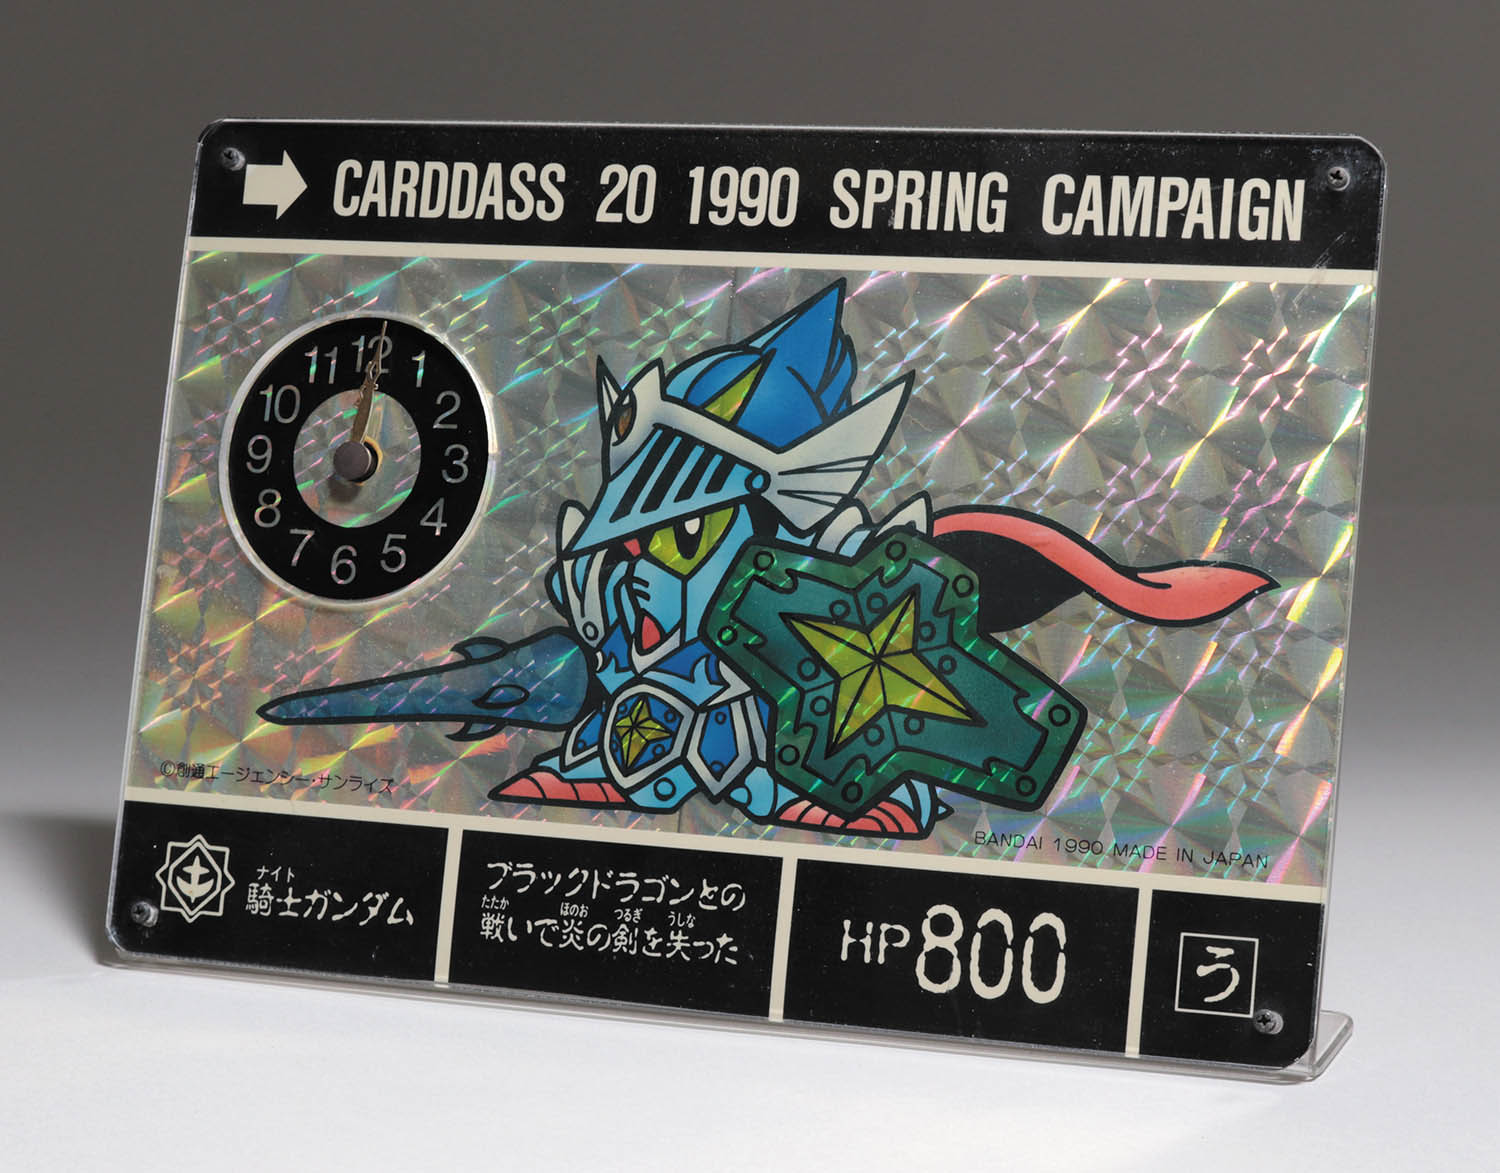 CARDDASS 20 1990 SPRING CAMPAIGN
12
1
2
3
4
5
6
7
8
9
10
11
©創通エージェンシー・サンライズ
BANDAI 1990 MADE IN JAPAN
ナイト
騎士ガンダム
ブラックドラゴンとの
たたか ほのお つるぎ うしな
戦いで炎の剣を失った
HP800
う